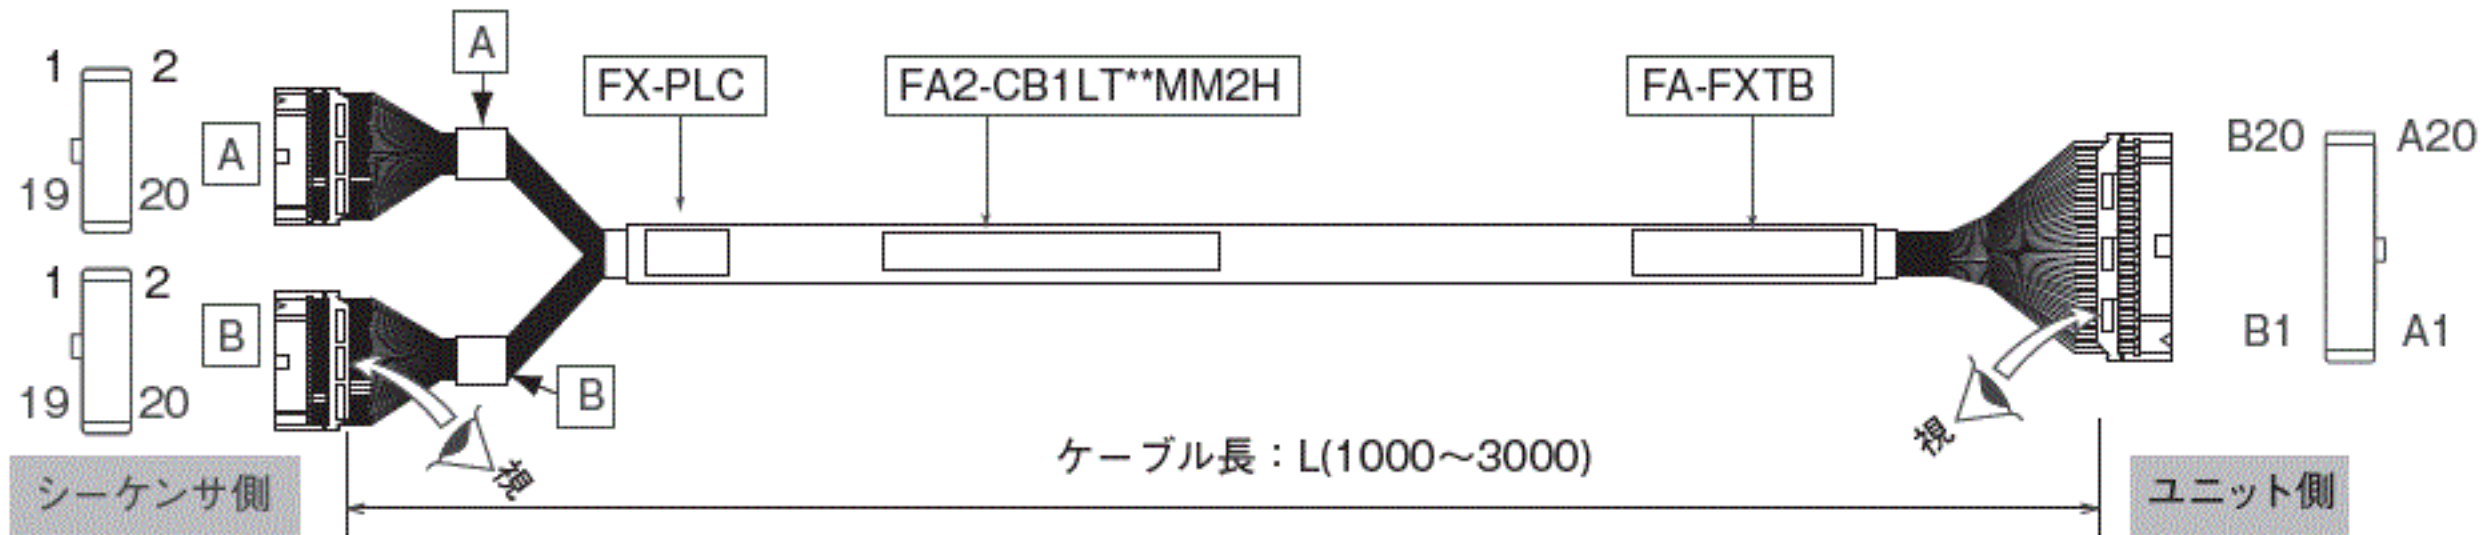 A
FX-PLC
FA2-CB1LT**MM2H
FA-FXTB
1 2
A
19 20
B20 A20
1 2
B
19 20
B
B1 A1
視
視
ケーブル長：L(1000～3000)
シーケンサ側
ユニット側